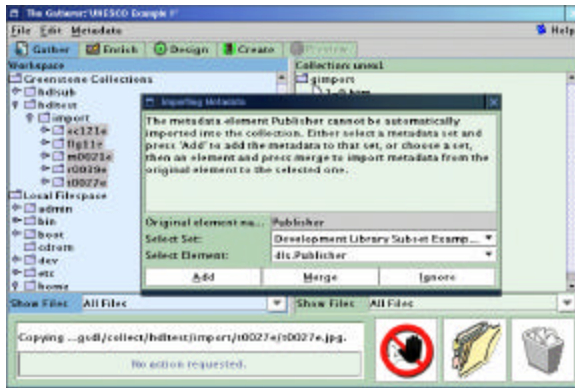 The Gatherer: UNESCO Example
File Edit Metadata Help
Gather Enrich Design Create Preview
Workspace
Collection: unes1
Greenstone Collections
hdlsub
hdltest
import
ec121e
r0029e
t0027e
Local Filespace
admin
bin
boot
cdrom
dev
etc
home
gimport
Importing Metadata
The metadata element Publisher cannot be automatically
imported into the collection. Either select a metadata set and
press 'Add' to add the metadata to that set, or choose a set,
then an element and press merge to import metadata from the
original element to the selected one.
Original element na... Publisher
Select Set: Development Library Subset Examp...
Select Element: dls.Publisher
Add Merge Ignore
Show Files All Files
Show Files All Files
Copying ...gsdl/collect/hdltest/import/t0027e/t0027e.jpg.
No action requested.